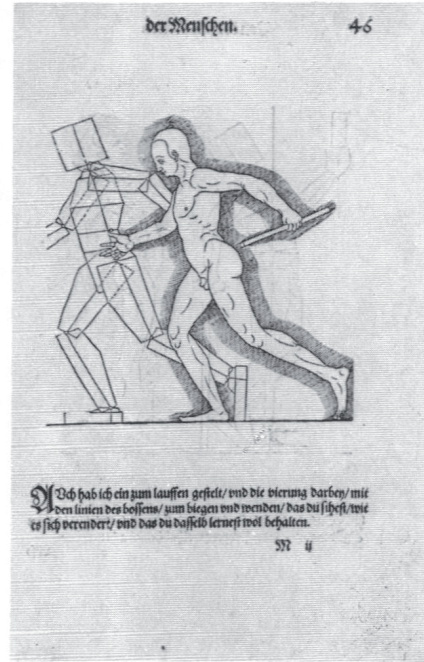 der Menschen.
46
AUch hab ich ein zum lauffen gestelt/ vnd die vierung darbey/ mit
den linien des bossens/ zum biegen vnd wenden/ das du sihest/ wie
es sich verendert/ vnd das du dasselb lernest wol behalten.
M ij